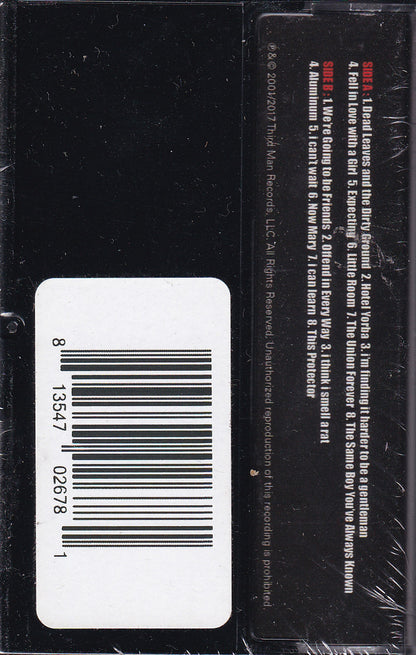 SIDE A : 1. Dead Leaves and the Dirty Ground 2. Hotel Yorba 3. i'm finding it harder to be a gentleman
4. Fell in Love with a Girl 5. Expecting 6. Little Room 7. The Union Forever 8. The Same Boy You've Always Known
SIDE B : 1. We're Going to be Friends 2. Offend in Every Way 3. i think i smell a rat
4. Aluminum 5. i can't wait 6. Now Mary 7. I can learn 8. This Protector
℗ & © 2001/2017 Third Man Records, LLC. All Rights Reserved. Unauthorized reproduction of this recording is prohibited.
8 13547 02678 1